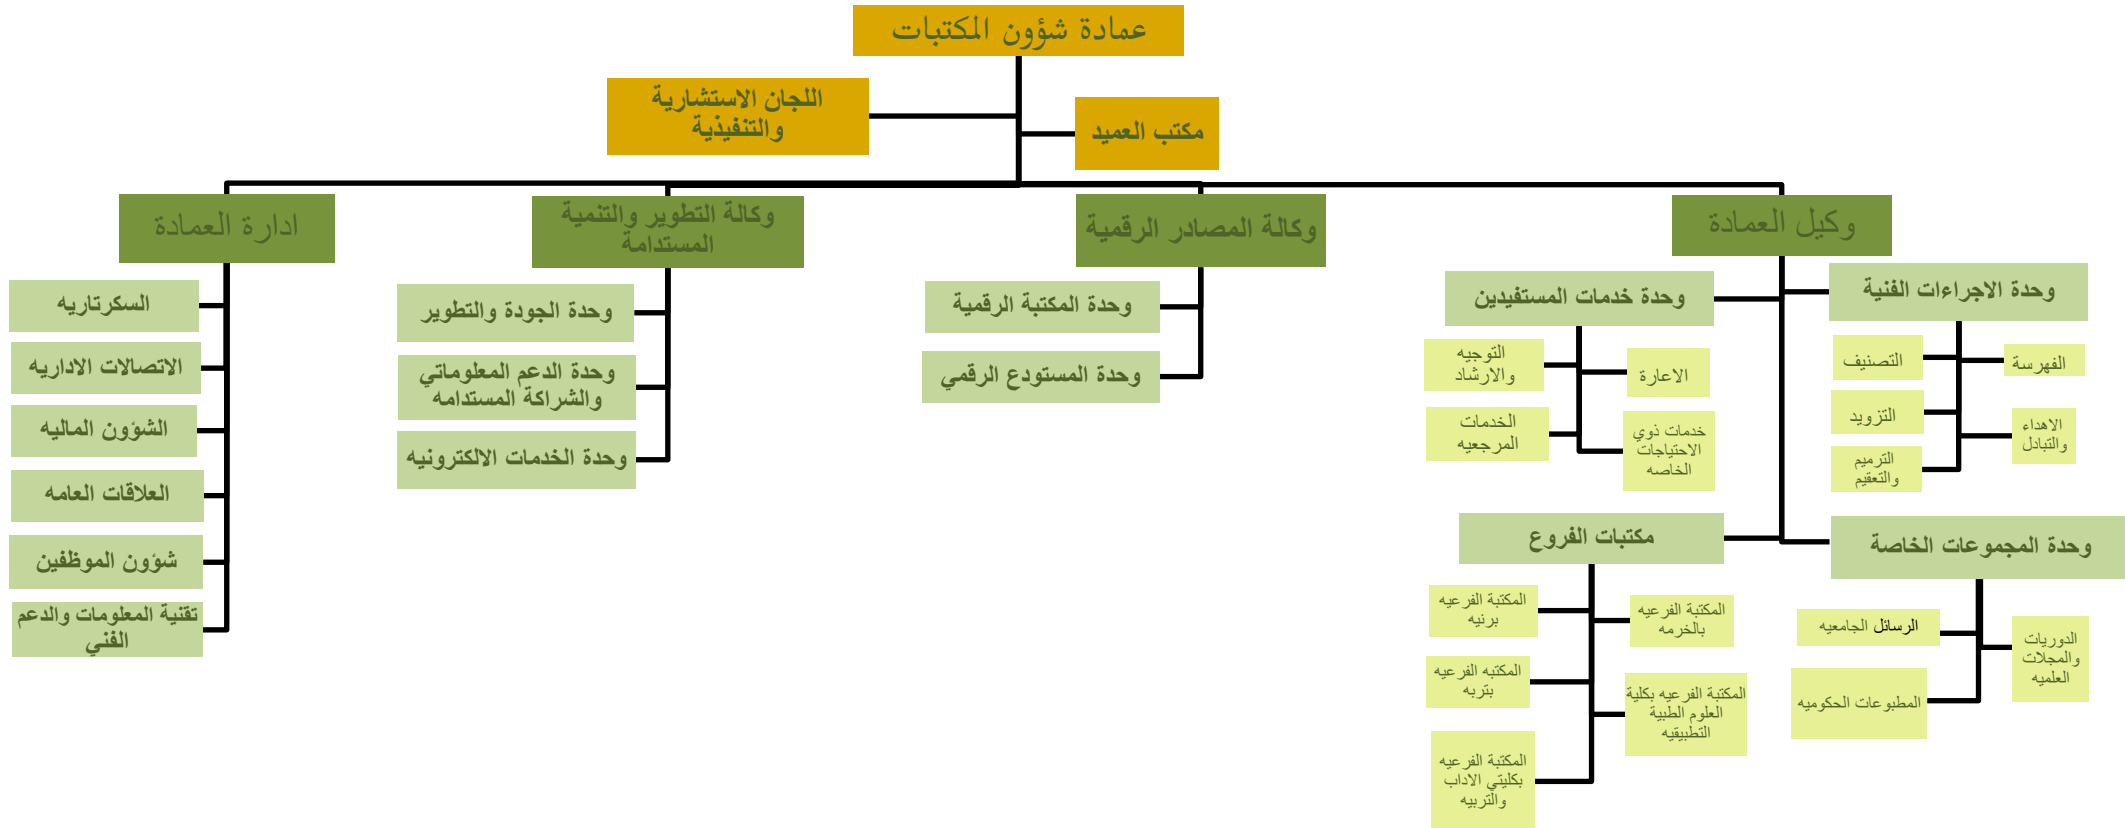 عمادة شؤون المكتبات
مكتب العميد
اللجان الاستشارية
والتنفيذية
وكيل العمادة
وكالة المصادر الرقمية
وكالة التطوير والتنمية
المستدامة
ادارة العمادة
وحدة الاجراءات الفنية
الفهرسة
التصنيف
التزويد
الاهداء
والتبادل
الترميم
والتعقيم
وحدة خدمات المستفيدين
التوجيه
والارشاد
الاعارة
الخدمات
المرجعيه
خدمات ذوي
الاحتياجات
الخاصه
وحدة المجموعات الخاصة
الرسائل الجامعيه
الدوريات
والمجلات
العلميه
المطبوعات الحكوميه
مكتبات الفروع
المكتبة الفرعيه
برنيه
المكتبة الفرعيه
بالخرمه
المكتبه الفرعيه
بتربه
المكتبة الفرعيه بكلية
العلوم الطبية
التطبيقيه
المكتبة الفرعيه
بكليتي الاداب
والتربيه
وحدة المكتبة الرقمية
وحدة المستودع الرقمي
وحدة الجودة والتطوير
وحدة الدعم المعلوماتي
والشراكة المستدامه
وحدة الخدمات الالكترونيه
السكرتاريه
الاتصالات الاداريه
الشؤون الماليه
العلاقات العامه
شؤون الموظفين
تقنية المعلومات والدعم
الفني